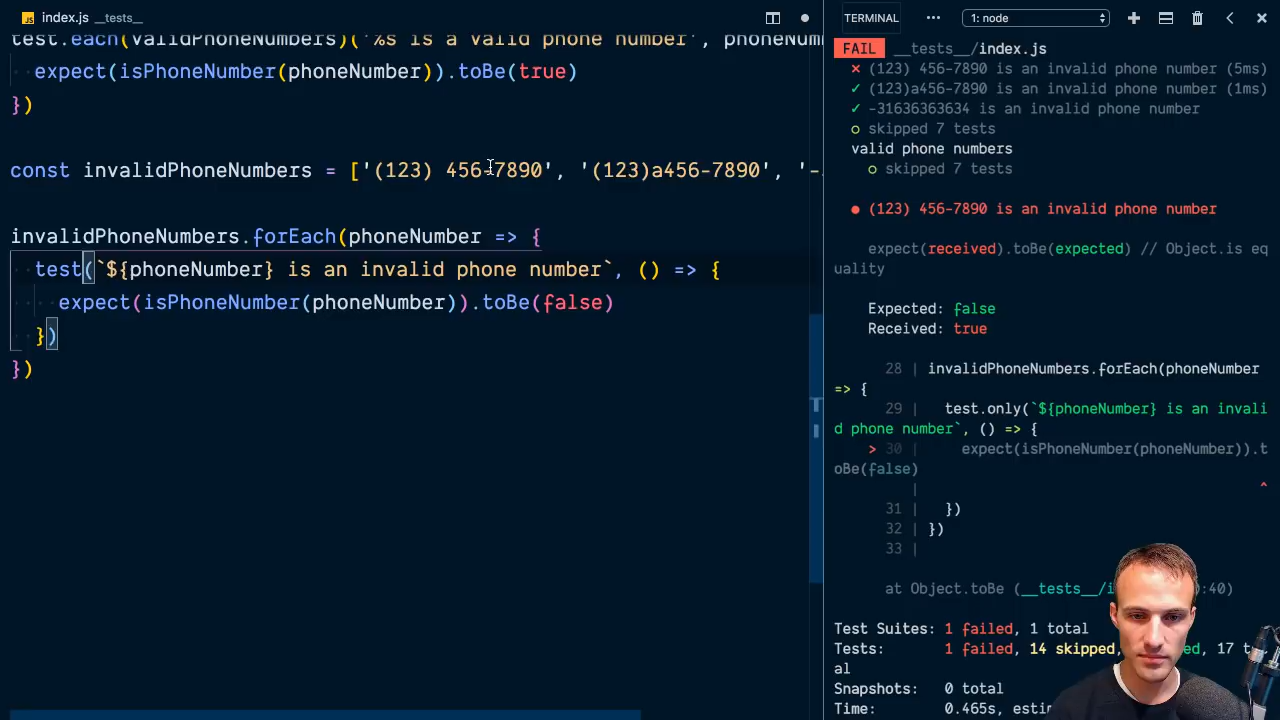 index.js __tests__
test.each(validPhoneNumbers)('%s is a valid phone number', phoneNum
expect(isPhoneNumber(phoneNumber)).toBe(true)
})
const invalidPhoneNumbers = ['(123) 456-7890', '(123)a456-7890', '-
invalidPhoneNumbers.forEach(phoneNumber => {
test(`${phoneNumber} is an invalid phone number`, () => {
expect(isPhoneNumber(phoneNumber)).toBe(false)
})
})
TERMINAL
1: node
FAIL __tests__/index.js
× (123) 456-7890 is an invalid phone number (5ms)
✓ (123)a456-7890 is an invalid phone number (1ms)
✓ -31636363634 is an invalid phone number
○ skipped 7 tests
valid phone numbers
○ skipped 7 tests
● (123) 456-7890 is an invalid phone number
expect(received).toBe(expected) // Object.is eq
uality
Expected: false
Received: true
28 | invalidPhoneNumbers.forEach(phoneNumber
=> {
29 | test.only(`${phoneNumber} is an invali
d phone number`, () => {
> 30 | expect(isPhoneNumber(phoneNumber)).t
oBe(false)
| ^
31 | })
32 | })
33 |
at Object.toBe (__tests__/i :40)
Test Suites: 1 failed, 1 total
Tests: 1 failed, 14 skipped, ed, 17 t
al
Snapshots: 0 total
Time: 0.465s, esti